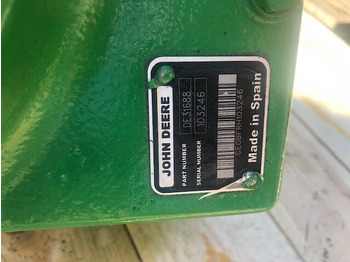 JOHN DEERE
PART NUMBER
DE31688
SERIAL NUMBER
103246
Made in Spain